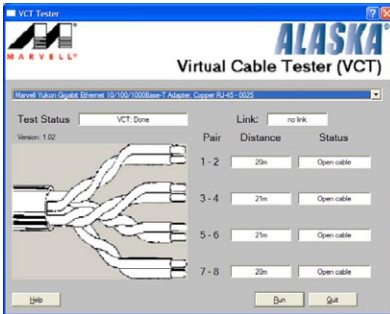 VCT Tester
MARVELL®
ALASKA®
Virtual Cable Tester (VCT)
Marvell Yukon Gigabit Ethernet 10/100/1000Base-T Adapter, Copper RJ-45 - 0025
Test Status VCT: Done Link: no link
Version: 1.02
Pair Distance Status
1 - 2 20m Open cable
3 - 4 21m Open cable
5 - 6 21m Open cable
7 - 8 20m Open cable
Help Run Quit